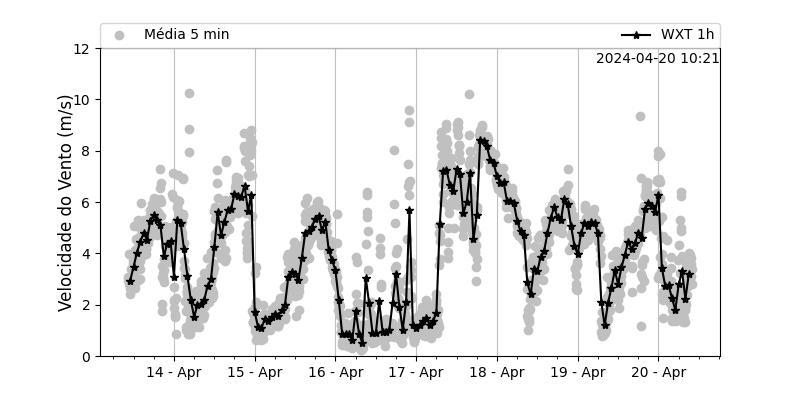 Média 5 min
WXT 1h
2024-04-20 10:21
Velocidade do Vento (m/s)
12
10
8
6
4
2
0
14 - Apr
15 - Apr
16 - Apr
17 - Apr
18 - Apr
19 - Apr
20 - Apr